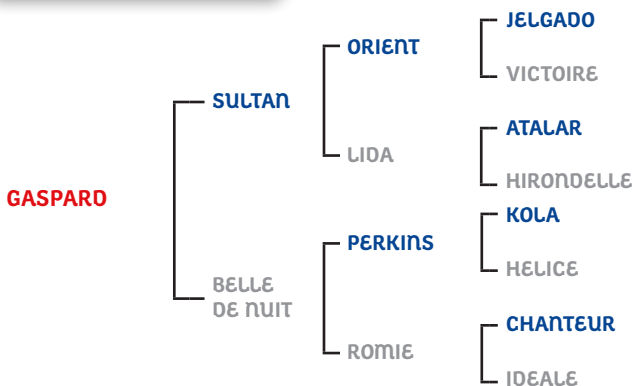 JELGADO
ORIENT
VICTOIRE
SULTAN
ATALAR
LIDA
HIRONDELLE
GASPARD
KOLA
PERKINS
HELICE
BELLE
DE NUIT
CHANTEUR
ROMIE
IDEALE